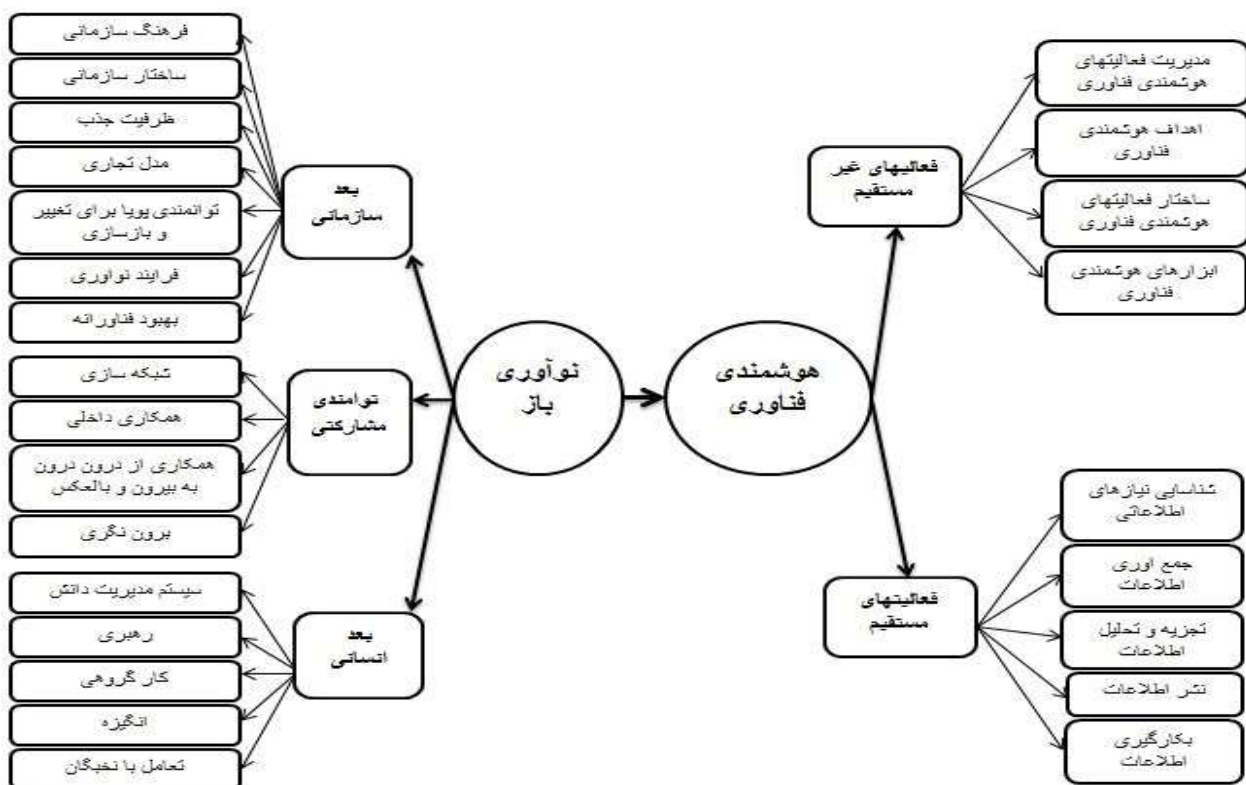 مدیریت فعالیتهای
هوشمندی فناوری
اهداف هوشمندی
فناوری
ساختار فعالیتهای
هوشمندی فناوری
ابزارهای هوشمندی
فناوری
فعالیهای غیر
مستقیم
هوشمندی
فناوری
فعالیتهای
مستقیم
شناسایی نیازهای
اطلاعاتی
جمع اوری
اطلاعات
تجزیه و تحلیل
اطلاعات
نشر اطلاعات
بکارگیری
اطلاعات
نوآوری
باز
بعد
سازمانی
فرهنگ سازمانی
ساختار سازمانی
ظرفیت جذب
مدل تجاری
توانمندی پویا برای تغییر
و بازسازی
فرایند نواوری
بهبود فناورانه
توامندی
مشارکتی
شبکه سازی
همکاری داخلی
همکاری از درون درون
به بیرون و بالعکس
برون نگری
بعد
انسانی
سیستم مدیریت دانش
رهبری
کار گروهی
انگیزه
تعامل با نخبگان